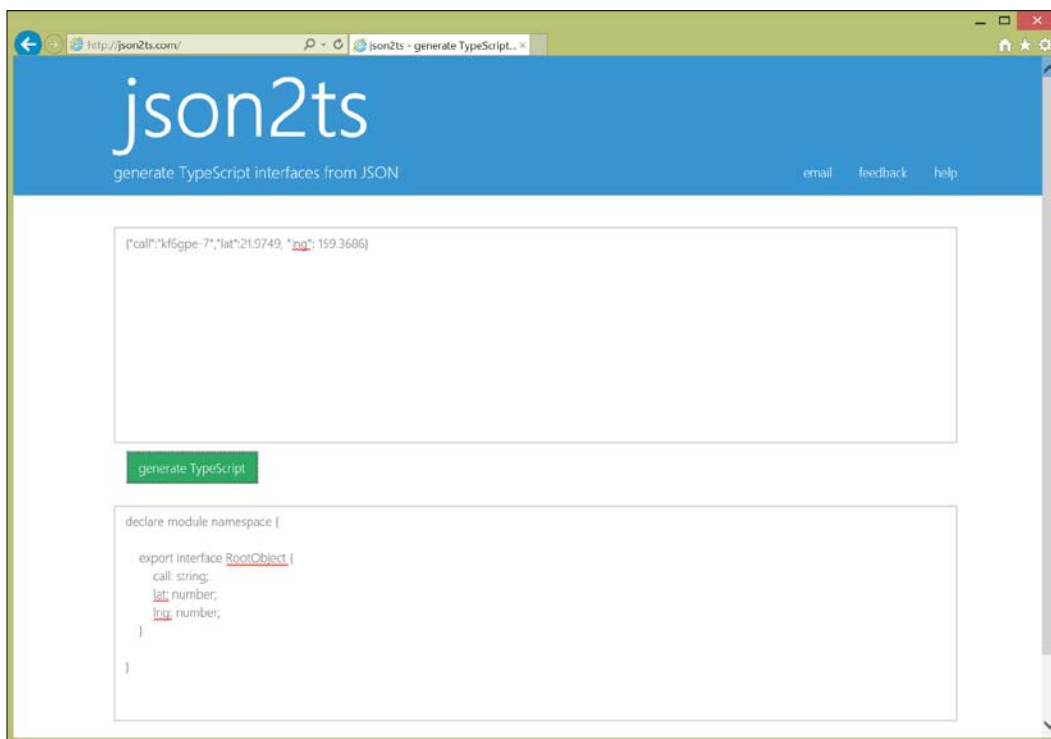 http://json2ts.com/
json2ts - generate TypeScript...
json2ts
generate TypeScript interfaces from JSON
email feedback help
{"call":"kf6gpe-7","lat":21.9749, "lng": 159.3686}
generate TypeScript
declare module namespace {
export interface RootObject {
call: string;
lat: number;
lng: number;
}
}